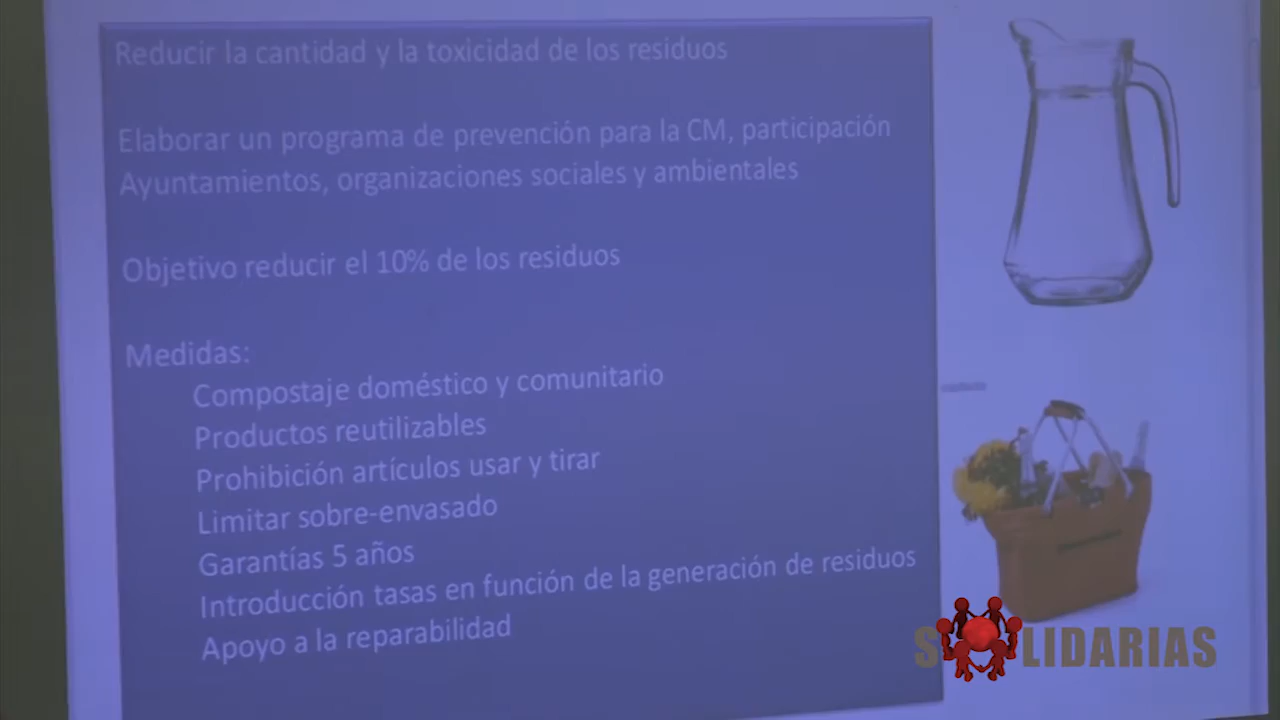 Reducir la cantidad y la toxicidad de los residuos
Elaborar un programa de prevención para la CM, participación
Ayuntamientos, organizaciones sociales y ambientales
Objetivo reducir el 10% de los residuos
Medidas:
Compostaje doméstico y comunitario
Productos reutilizables
Prohibición artículos usar y tirar
Limitar sobre-envasado
Garantías 5 años
Introducción tasas en función de la generación de residuos
Apoyo a la reparabilidad
SOLIDARIAS